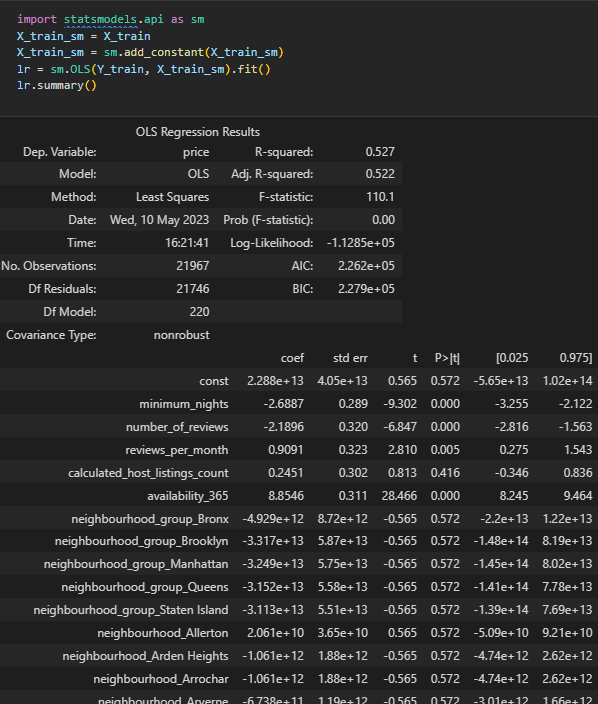 import statsmodels.api as sm
X_train_sm = X_train
X_train_sm = sm.add_constant(X_train_sm)
lr = sm.OLS(Y_train, X_train_sm).fit()
lr.summary()
OLS Regression Results
Dep. Variable: price R-squared: 0.527
Model: OLS Adj. R-squared: 0.522
Method: Least Squares F-statistic: 110.1
Date: Wed, 10 May 2023 Prob (F-statistic): 0.00
Time: 16:21:41 Log-Likelihood: -1.1285e+05
No. Observations: 21967 AIC: 2.262e+05
Df Residuals: 21746 BIC: 2.279e+05
Df Model: 220
Covariance Type: nonrobust
coef std err t P>|t| [0.025 0.975]
const 2.288e+13 4.05e+13 0.565 0.572 -5.65e+13 1.02e+14
minimum_nights -2.6887 0.289 -9.302 0.000 -3.255 -2.122
number_of_reviews -2.1896 0.320 -6.847 0.000 -2.816 -1.563
reviews_per_month 0.9091 0.323 2.810 0.005 0.275 1.543
calculated_host_listings_count 0.2451 0.302 0.813 0.416 -0.346 0.836
availability_365 8.8546 0.311 28.466 0.000 8.245 9.464
neighbourhood_group_Bronx -4.929e+12 8.72e+12 -0.565 0.572 -2.2e+13 1.22e+13
neighbourhood_group_Brooklyn -3.317e+13 5.87e+13 -0.565 0.572 -1.48e+14 8.19e+13
neighbourhood_group_Manhattan -3.249e+13 5.75e+13 -0.565 0.572 -1.45e+14 8.02e+13
neighbourhood_group_Queens -3.152e+13 5.58e+13 -0.565 0.572 -1.41e+14 7.78e+13
neighbourhood_group_Staten Island -3.113e+13 5.51e+13 -0.565 0.572 -1.39e+14 7.69e+13
neighbourhood_Allerton 2.061e+10 3.65e+10 0.565 0.572 -5.09e+10 9.21e+10
neighbourhood_Arden Heights -1.061e+12 1.88e+12 -0.565 0.572 -4.74e+12 2.62e+12
neighbourhood_Arrochar -1.061e+12 1.88e+12 -0.565 0.572 -4.74e+12 2.62e+12
neighbourhood_Arverne -6.738e+11 1.19e+12 -0.565 0.572 -3.01e+12 1.66e+12